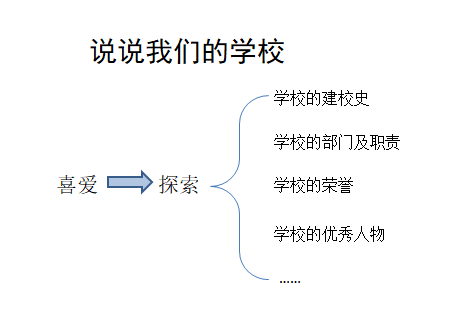 说说我们的学校
学校的建校史
学校的部门及职责
喜爱 探索
学校的荣誉
学校的优秀人物
……